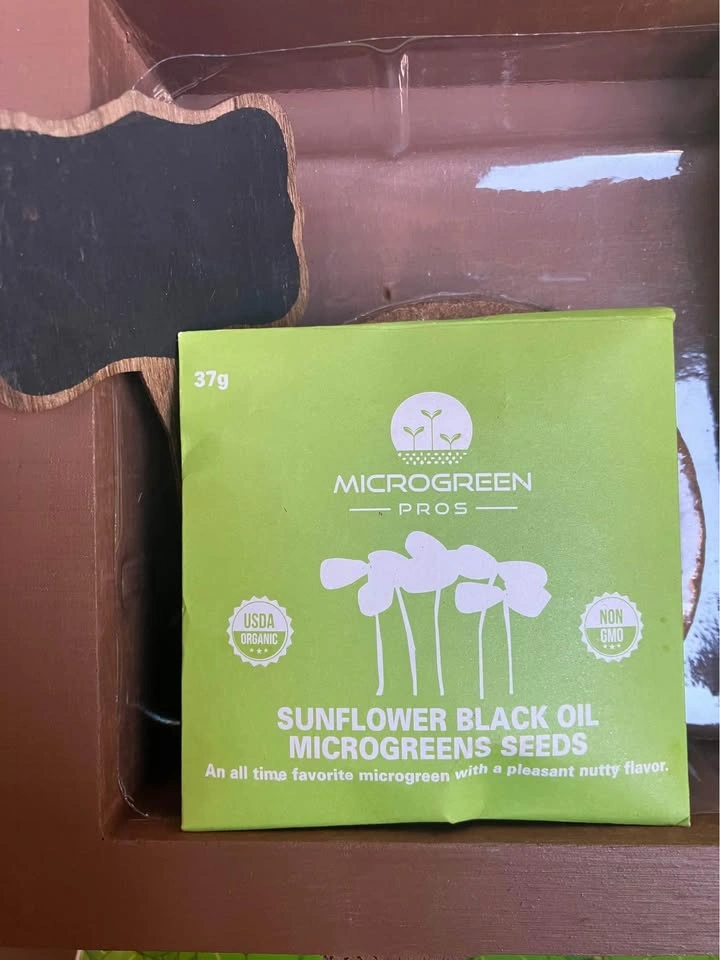 37g
MICROGREEN
PROS
USDA
ORGANIC
NON
GMO
SUNFLOWER BLACK OIL
MICROGREENS SEEDS
An all time favorite microgreen with a pleasant nutty flavor.